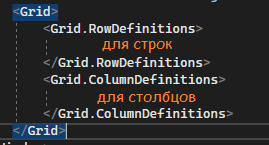 <Grid>
<Grid.RowDefinitions>
для строк
</Grid.RowDefinitions>
<Grid.ColumnDefinitions>
для столбцов
</Grid.ColumnDefinitions>
</Grid>